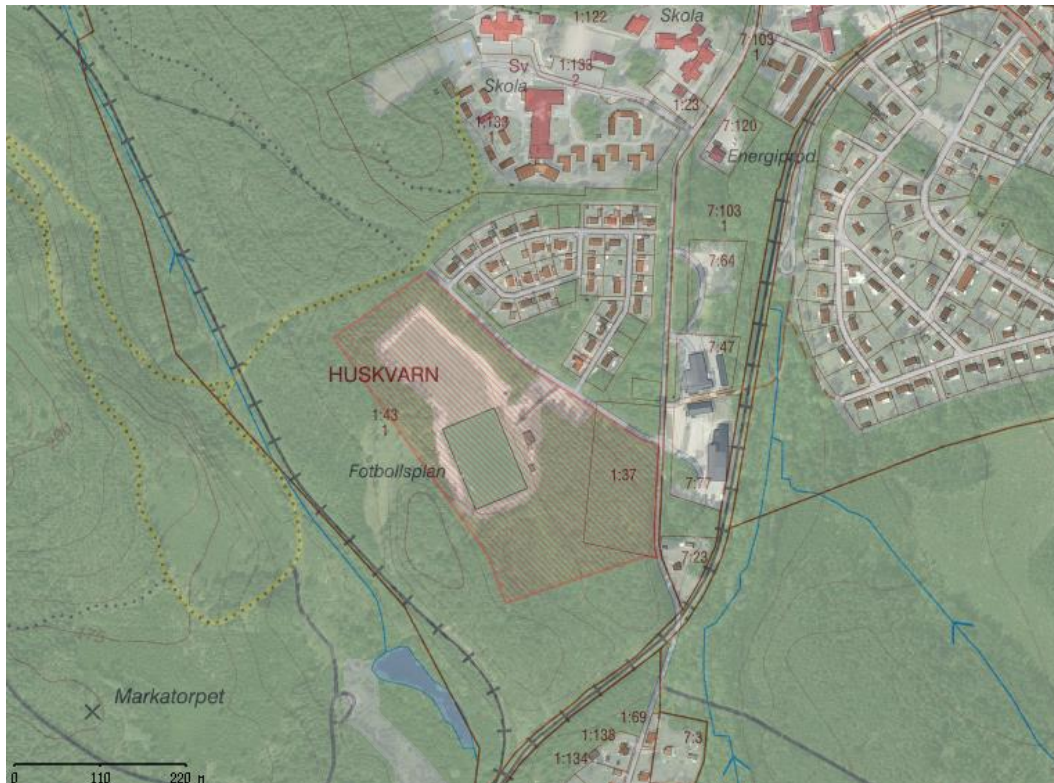 1:122
Skola
7:103
1
Sv
1:133
2
Skola
1:23
1:133
1
7:120
Energiprod.
7:103
1
7:64
7:47
HUSKVARN
1:43
1
Fotbollsplan
1:37
7:77
7:23
175
Markatorpet
1:69
1:138
7:3
1:134
0 110 220 м